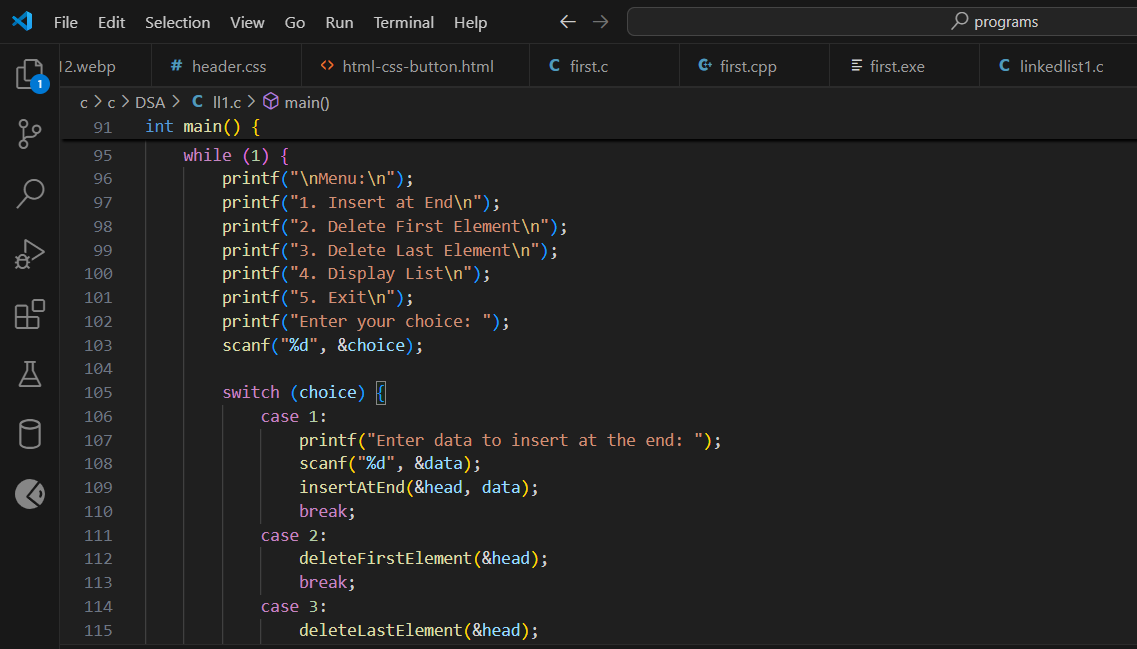 File Edit Selection View Go Run Terminal Help programs
12.webp # header.css <> html-css-button.html C first.c C+ first.cpp first.exe C linkedlist1.c
1
c > c > DSA > C ll1.c > main()
91 int main() {
95 while (1) {
96 printf("\nMenu:\n");
97 printf("1. Insert at End\n");
98 printf("2. Delete First Element\n");
99 printf("3. Delete Last Element\n");
100 printf("4. Display List\n");
101 printf("5. Exit\n");
102 printf("Enter your choice: ");
103 scanf("%d", &choice);
104
105 switch (choice) {
106 case 1:
107 printf("Enter data to insert at the end: ");
108 scanf("%d", &data);
109 insertAtEnd(&head, data);
110 break;
111 case 2:
112 deleteFirstElement(&head);
113 break;
114 case 3:
115 deleteLastElement(&head);